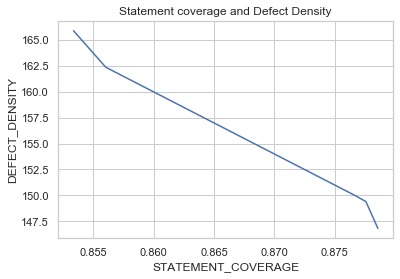 Statement coverage and Defect Density
165.0
162.5
160.0
157.5
155.0
152.5
150.0
147.5
DEFECT_DENSITY
0.855 0.860 0.865 0.870 0.875
STATEMENT_COVERAGE